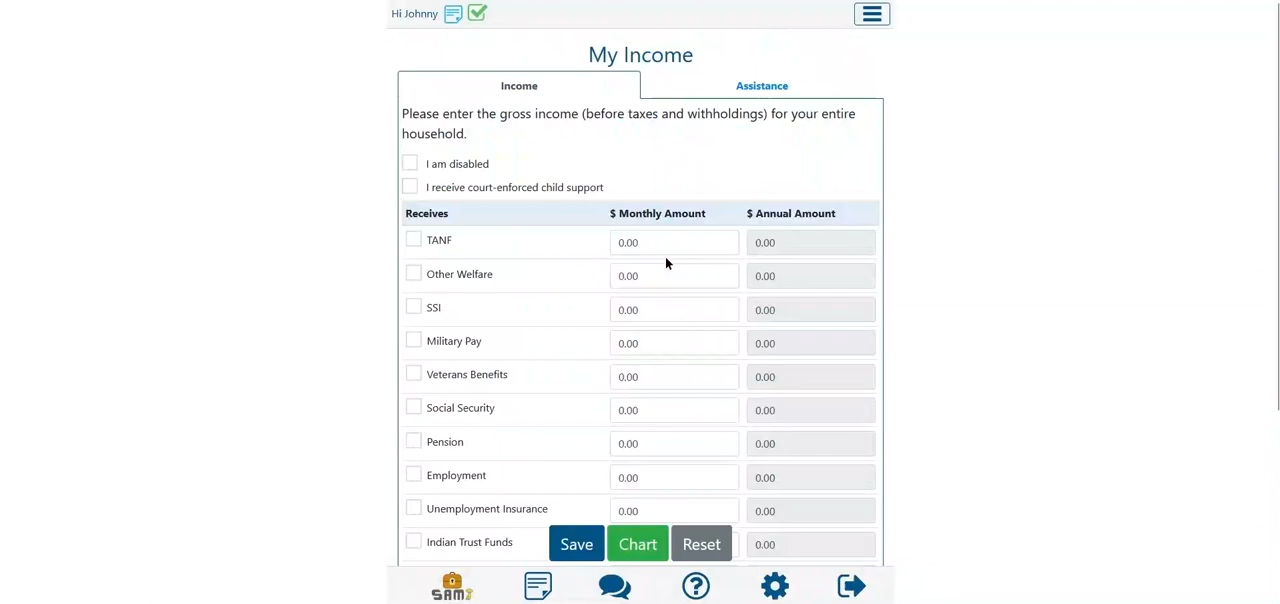 Hi Johnny
My Income
Income Assistance
Please enter the gross income (before taxes and withholdings) for your entire
household.
I am disabled
I receive court-enforced child support
Receives $ Monthly Amount $ Annual Amount
TANF 0.00 0.00
Other Welfare 0.00 0.00
SSI 0.00 0.00
Military Pay 0.00 0.00
Veterans Benefits 0.00 0.00
Social Security 0.00 0.00
Pension 0.00 0.00
Employment 0.00 0.00
Unemployment Insurance 0.00 0.00
Indian Trust Funds 0.00
Save Chart Reset
SAM